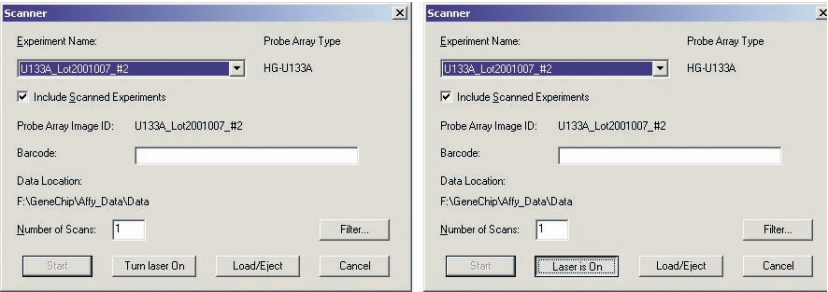 Scanner
Experiment Name: Probe Array Type
U133A_Lot2001007_#2 HG-U133A
Include Scanned Experiments
Probe Array Image ID: U133A_Lot2001007_#2
Barcode:
Data Location:
F:\GeneChip\Affy_Data\Data
Number of Scans: 1 Filter...
Start Turn laser On Load/Eject Cancel
Scanner
Experiment Name: Probe Array Type
U133A_Lot2001007_#2 HG-U133A
Include Scanned Experiments
Probe Array Image ID: U133A_Lot2001007_#2
Barcode:
Data Location:
F:\GeneChip\Affy_Data\Data
Number of Scans: 1 Filter...
Start Laser is On Load/Eject Cancel